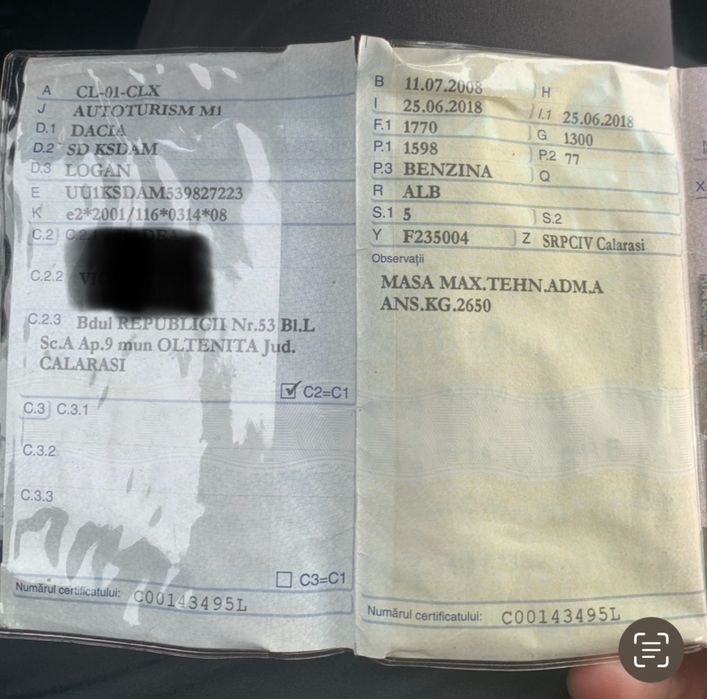 A CL-01-CLX
J AUTOTURISM M1
D.1 DACIA
D.2 SD KSDAM
D.3 LOGAN
E UU1KSDAM539827223
K e2*2001/116*0314*08
C.2 C.2.1
C.2.2
C.2.3 Bdul REPUBLICII Nr.53 Bl.L
Sc.A Ap.9 mun OLTENITA Jud.
CALARASI
C2=C1
C.3 C.3.1
C.3.2
C.3.3
C3=C1
Numărul certificatului: C00143495L
B 11.07.2008 H
I 25.06.2018 I.1 25.06.2018
F.1 1770 G 1300
P.1 1598 P.2 77
P.3 BENZINA Q
R ALB
S.1 5 S.2
Y F235004 Z SRPCIV Calarasi
Observații
MASA MAX.TEHN.ADM.A
ANS.KG.2650
Numărul certificatului: C00143495L
X